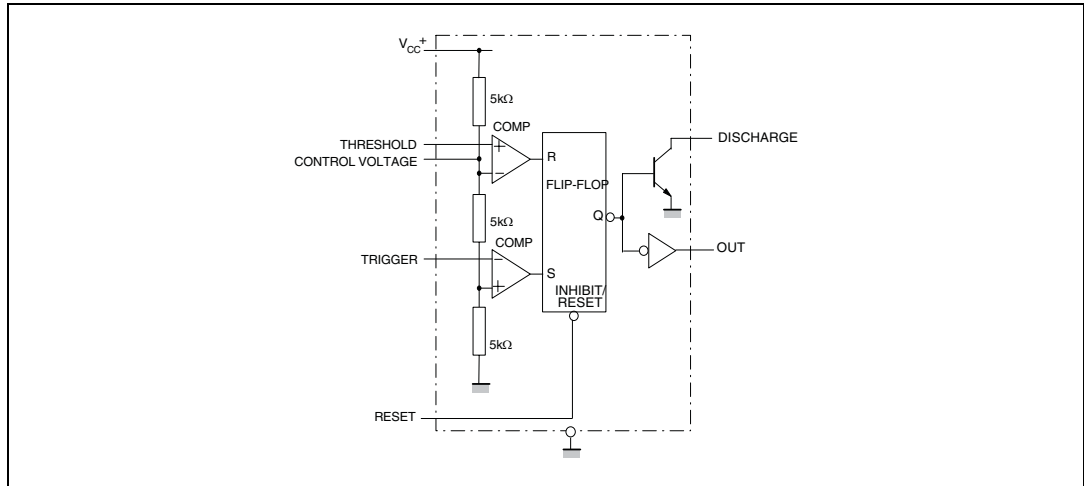 VCC+
5kΩ
COMP
THRESHOLD
CONTROL VOLTAGE
+
−
R
FLIP-FLOP
DISCHARGE
5kΩ
COMP
Q
OUT
TRIGGER
−
+
S
INHIBIT/
RESET
5kΩ
RESET